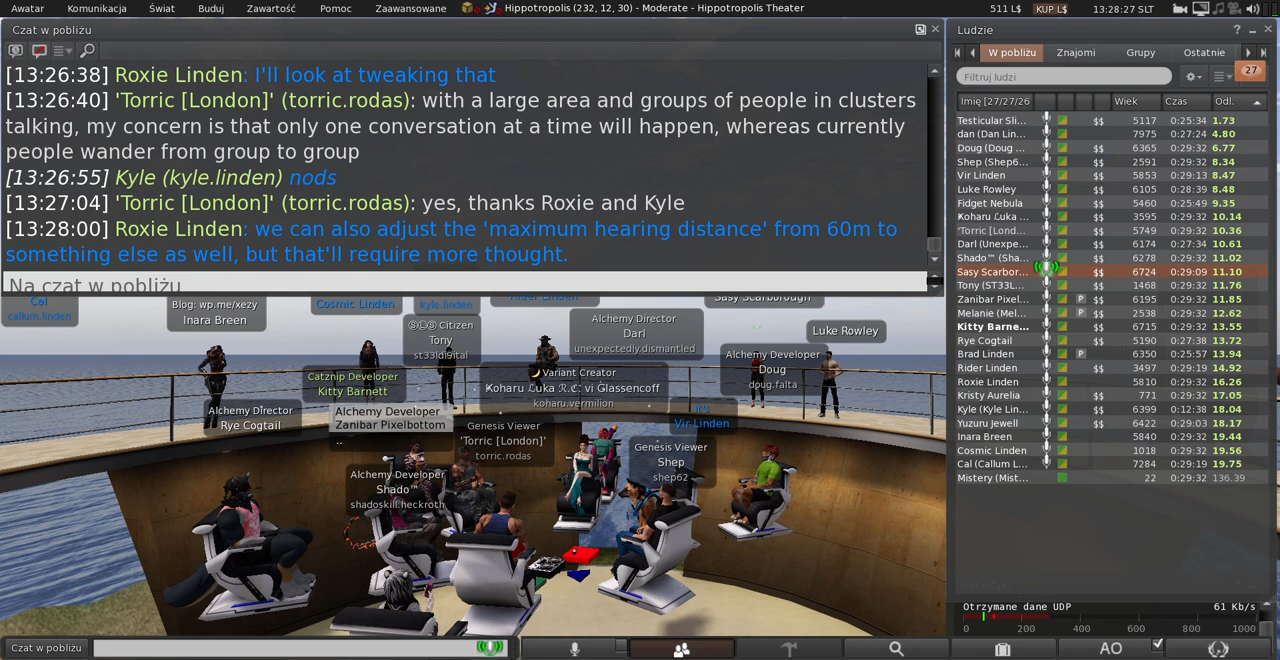 Awatar Komunikacja Świat Buduj Zawartość Pomoc Zaawansowane Hippotropolis (232, 12, 30) - Moderate - Hippotropolis Theater 511 L$ KUP L$ 13:28:27 SLT
Czat w pobliżu
[13:26:38] Roxie Linden: I'll look at tweaking that
[13:26:40] 'Torric [London]' (torric.rodas): with a large area and groups of people in clusters
talking, my concern is that only one conversation at a time will happen, whereas currently
people wander from group to group
[13:26:55] Kyle (kyle.linden) nods
[13:27:04] 'Torric [London]' (torric.rodas): yes, thanks Roxie and Kyle
[13:28:00] Roxie Linden: we can also adjust the 'maximum hearing distance' from 60m to
something else as well, but that'll require more thought.
Na czat w pobliżu
Cal
callum.linden
Blog: wp.me/xezy
Inara Breen
Cosmic Linden
kyle.linden
Rider Linden
Sasy Scarborough
ⓈⓁⓈ Citizen
Tony
st33ldi9ital
Alchemy Director
Darl
unexpectedly.dismantled
Luke Rowley
Alchemy Developer
Doug
doug.falta
Catznip Developer
Kitty Barnett
Variant Creator
Koharu Ꮭuka ℛ.ℂ. vi Glassencoff
koharu.vermilion
Alchemy Director
Rye Cogtail
Alchemy Developer
Zanibar Pixelbottom
..
It's
Vir Linden
Genesis Viewer
'Torric [London]'
torric.rodas
Genesis Viewer
Shep
shep62
Alchemy Developer
Shado™
shadoskill.heckroth
Ludzie
? _ ×
W pobliżu Znajomi Grupy Ostatnie
Filtruj ludzi
27
Imię [27/27/26 Wiek Czas Odl.
Testicular Sli... $$ 5117 0:25:34 1.73
dan (Dan Lin... 7975 0:27:24 4.80
Doug (Doug ... $$ 6365 0:29:32 6.77
Shep (Shep6... $$ 2591 0:29:32 8.34
Vir Linden $$ 5853 0:29:13 8.47
Luke Rowley $$ 6105 0:28:39 8.48
Fidget Nebula $$ 5460 0:25:49 9.35
Koharu Ꮭuka ... $$ 3595 0:29:32 10.14
'Torric [Lond... $$ 5749 0:29:32 10.36
Darl (Unexpe... $$ 6174 0:27:34 10.61
Shado™ (Sha... $$ 6278 0:29:32 11.02
Sasy Scarbor... $$ 6724 0:29:09 11.10
Tony (ST33L... $$ 1468 0:29:32 11.76
Zanibar Pixel... P $$ 6195 0:29:32 11.85
Melanie (Mel... P $$ 2538 0:29:32 12.62
Kitty Barne... $$ 6715 0:29:32 13.55
Rye Cogtail $$ 5190 0:27:38 13.72
Brad Linden P 6350 0:25:57 13.94
Rider Linden $$ 3497 0:29:19 14.92
Roxie Linden 5810 0:29:32 16.26
Kristy Aurelia $$ 771 0:29:32 17.05
Kyle (Kyle Lin... $$ 6399 0:12:38 18.04
Yuzuru Jewell $$ 6422 0:29:03 18.17
Inara Breen 5840 0:29:32 19.44
Cosmic Linden 1018 0:29:32 19.56
Cal (Callum L... 7284 0:29:19 19.75
Mistery (Mist... 22 0:29:32 136.39
Otrzymane dane UDP 61 Kb/s
0 200 400 600 800 1000
Czat w pobliżu
AO